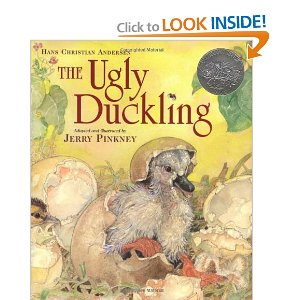 Click to
LOOK INSIDE!
HANS CHRISTIAN ANDERSEN'S
THE Ugly
Duckling
Adapted and Illustrated by
JERRY PINKNEY